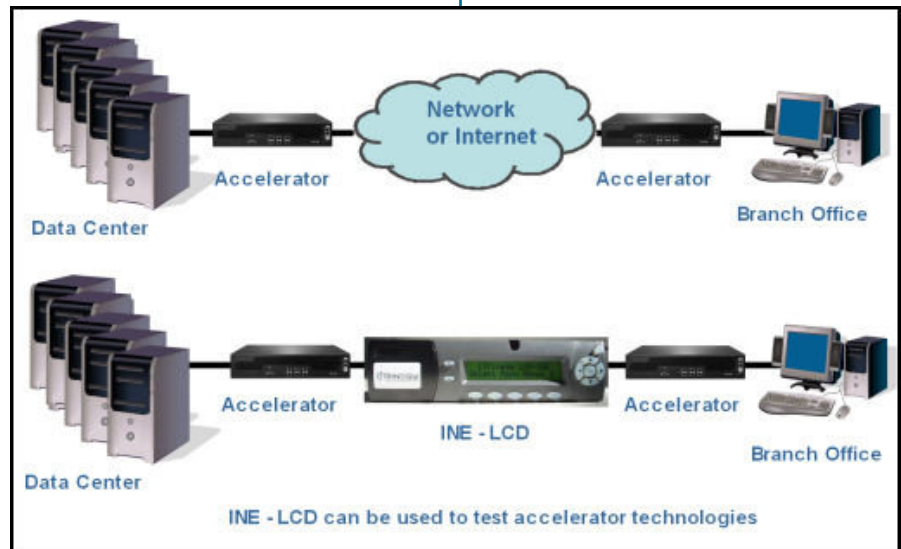 Network
or Internet
Accelerator
Accelerator
Data Center
Branch Office
Accelerator
INE - LCD
Accelerator
Data Center
Branch Office
INE - LCD can be used to test accelerator technologies